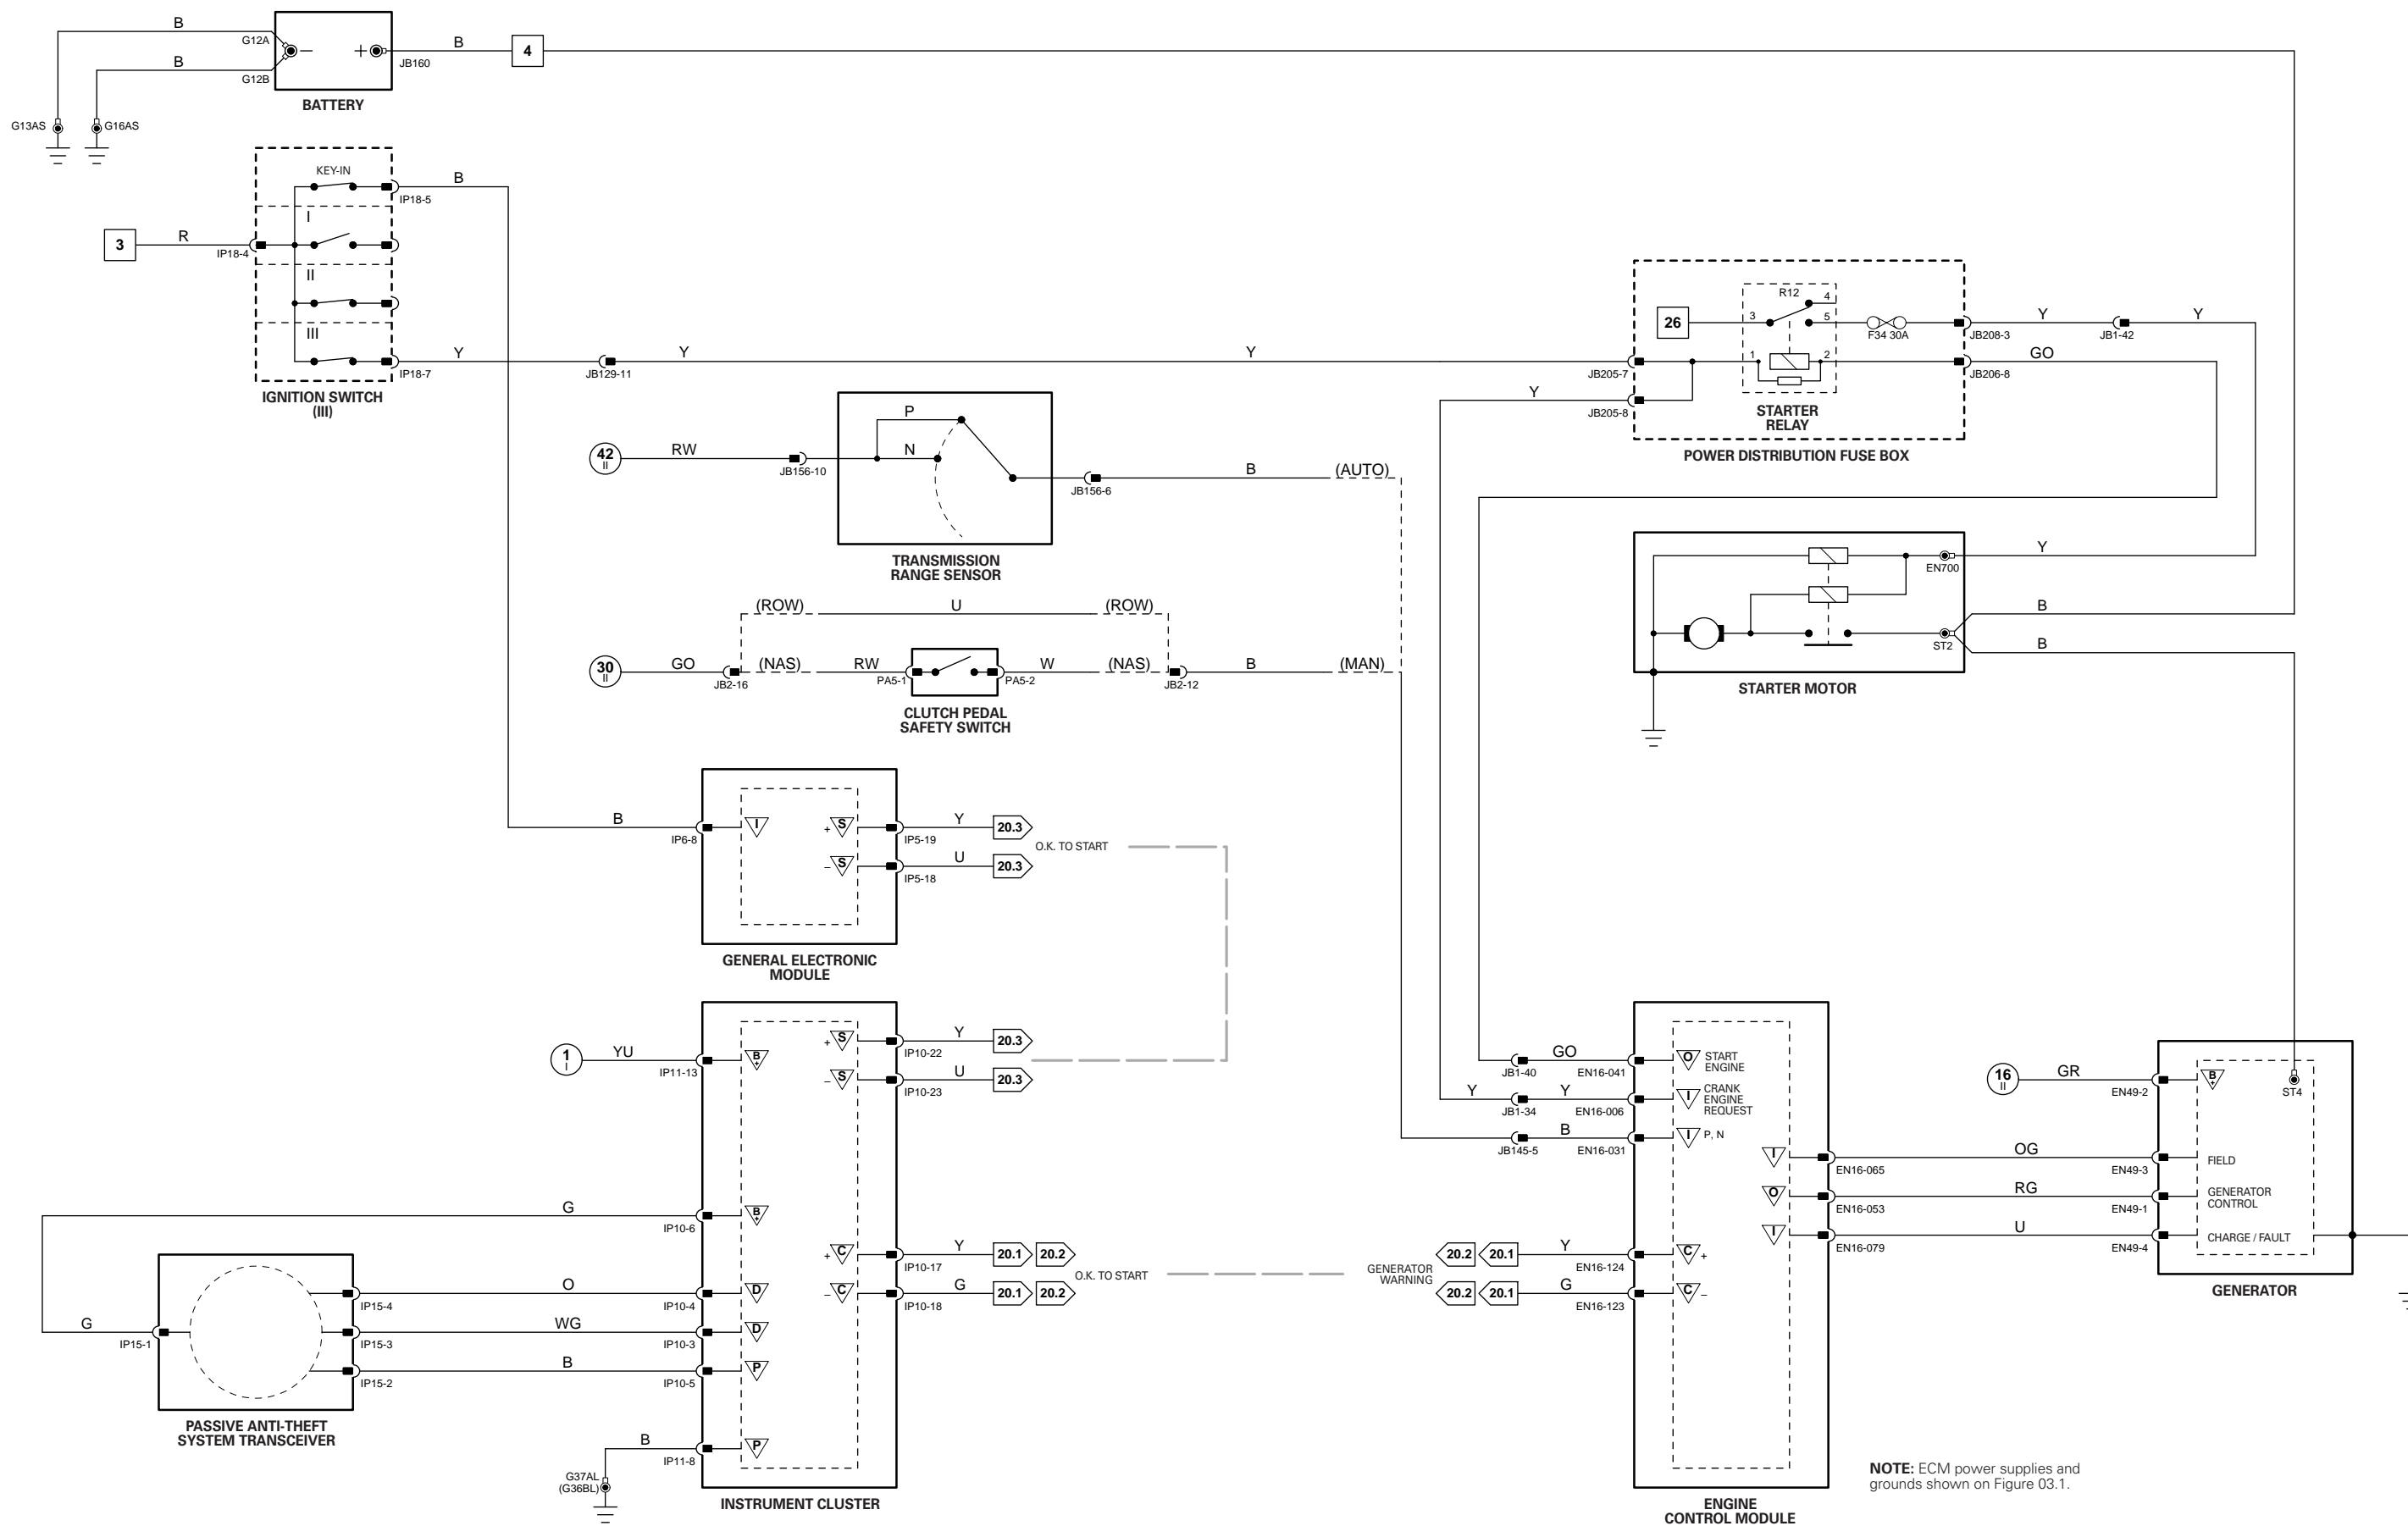 B
G12A
B
G12B
− +
JB160
B
4
BATTERY
G13AS
G16AS
KEY-IN
B
IP18-5
I
3
R
IP18-4
II
III
Y
IP18-7
IGNITION SWITCH
(III)
Y
JB129-11
Y
JB205-7
Y
JB205-8
26
R12
3
4
5
1
2
F34 30A
Y
JB208-3
JB1-42
Y
GO
JB206-8
STARTER
RELAY
POWER DISTRIBUTION FUSE BOX
42
II
RW
JB156-10
P
N
JB156-6
B
(AUTO)
TRANSMISSION
RANGE SENSOR
(ROW)
U
(ROW)
30
II
GO
JB2-16
(NAS)
RW
PA5-1
PA5-2
W
(NAS)
JB2-12
B
(MAN)
CLUTCH PEDAL
SAFETY SWITCH
Y
EN700
B
ST2
B
STARTER MOTOR
B
IP6-8
I
+ S
IP5-19
Y
20.3
O.K. TO START
− S
IP5-18
U
20.3
GENERAL ELECTRONIC
MODULE
1
I
YU
IP11-13
B
+
+ S
IP10-22
Y
20.3
− S
IP10-23
U
20.3
G
IP10-6
B
+
+ C
IP10-17
Y
20.1
20.2
O.K. TO START
− C
IP10-18
G
20.1
20.2
G
IP15-1
IP15-4
O
IP10-4
D
IP15-3
WG
IP10-3
D
IP15-2
B
IP10-5
P
PASSIVE ANTI-THEFT
SYSTEM TRANSCEIVER
B
IP11-8
P
G37AL
(G36BL)
INSTRUMENT CLUSTER
JB1-40
GO
EN16-041
O
START
ENGINE
Y
JB1-34
Y
EN16-006
I
CRANK
ENGINE
REQUEST
JB145-5
B
EN16-031
I
P, N
I
EN16-065
O
EN16-053
I
EN16-079
GENERATOR
WARNING
20.2
20.1
Y
EN16-124
C +
20.2
20.1
G
EN16-123
C −
ENGINE
CONTROL MODULE
16
II
GR
EN49-2
B
+
ST4
OG
EN49-3
FIELD
RG
EN49-1
GENERATOR
CONTROL
U
EN49-4
CHARGE / FAULT
GENERATOR
NOTE: ECM power supplies and
grounds shown on Figure 03.1.